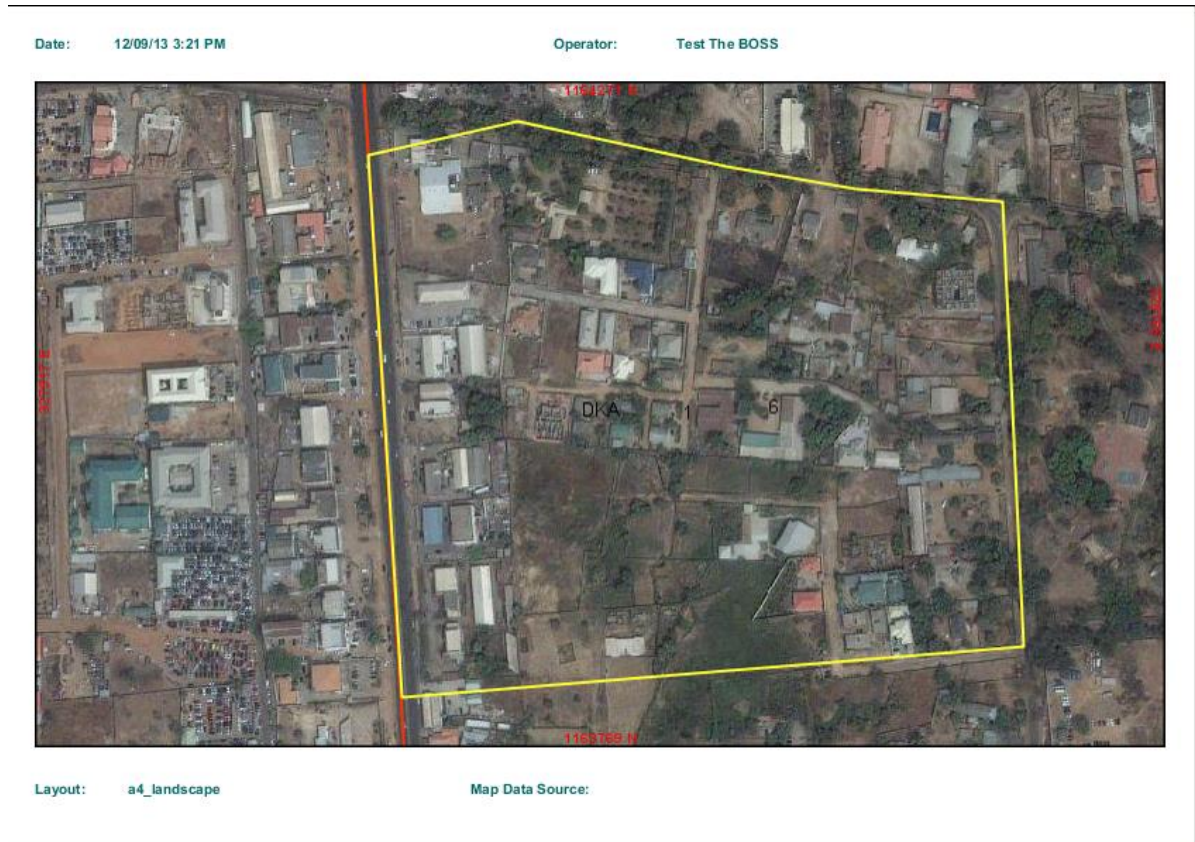 Date: 12/09/13 3:21 PM
Operator: Test The BOSS
DKA 1 6
1163769 N
Layout: a4_landscape
Map Data Source: